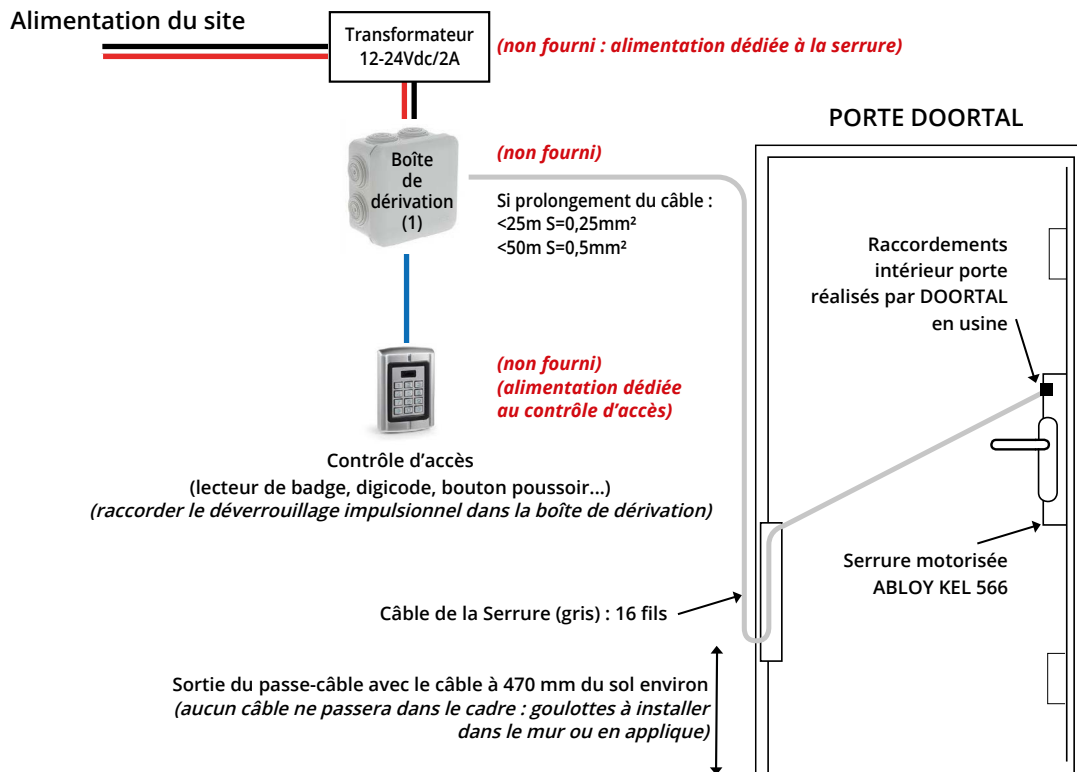 Alimentation du site
Transformateur
12-24Vdc/2A
(non fourni : alimentation dédiée à la serrure)
PORTE DOORTAL
Boîte
de
dérivation
(1)
(non fourni)
Si prolongement du câble :
<25m S=0,25mm²
<50m S=0,5mm²
Raccordements
intérieur porte
réalisés par DOORTAL
en usine
(non fourni)
(alimentation dédiée
au contrôle d’accès)
Contrôle d’accès
(lecteur de badge, digicode, bouton poussoir...)
(raccorder le déverrouillage impulsionnel dans la boîte de dérivation)
Serrure motorisée
ABLOY KEL 566
Câble de la Serrure (gris) : 16 fils
Sortie du passe-câble avec le câble à 470 mm du sol environ
(aucun câble ne passera dans le cadre : goulottes à installer
dans le mur ou en applique)